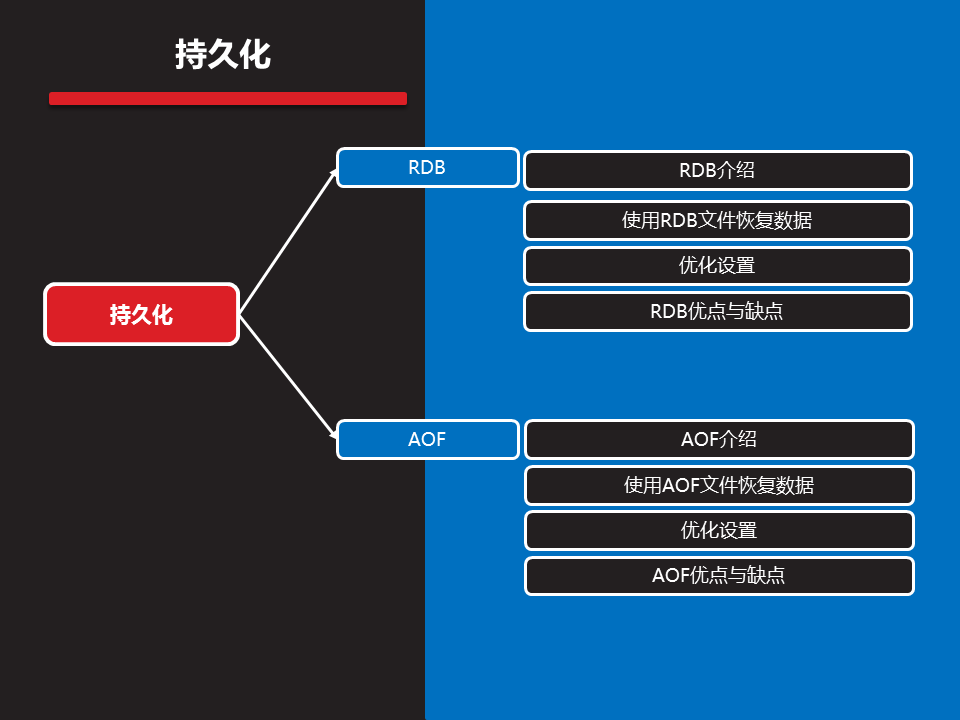 持久化
持久化
RDB
RDB介绍
使用RDB文件恢复数据
优化设置
RDB优点与缺点
AOF
AOF介绍
使用AOF文件恢复数据
优化设置
AOF优点与缺点